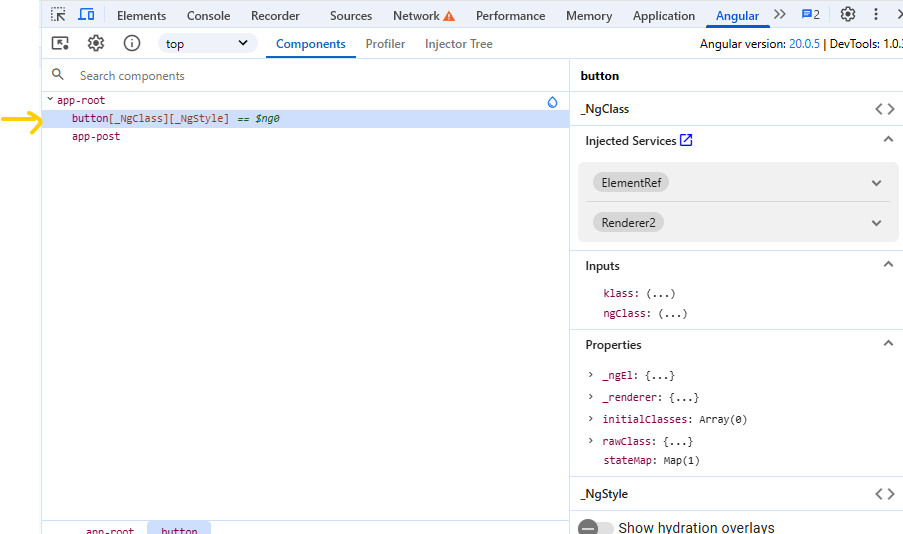 Elements Console Recorder Sources Network Performance Memory Application Angular 2
top Components Profiler Injector Tree Angular version: 20.0.5 | DevTools: 1.0.
Search components
app-root
button[_NgClass][_NgStyle] == $ng0
app-post
app-root button
button
_NgClass
Injected Services
ElementRef
Renderer2
Inputs
klass: (...)
ngClass: (...)
Properties
_ngEl: {...}
_renderer: {...}
initialClasses: Array(0)
rawClass: {...}
stateMap: Map(1)
_NgStyle
Show hydration overlays